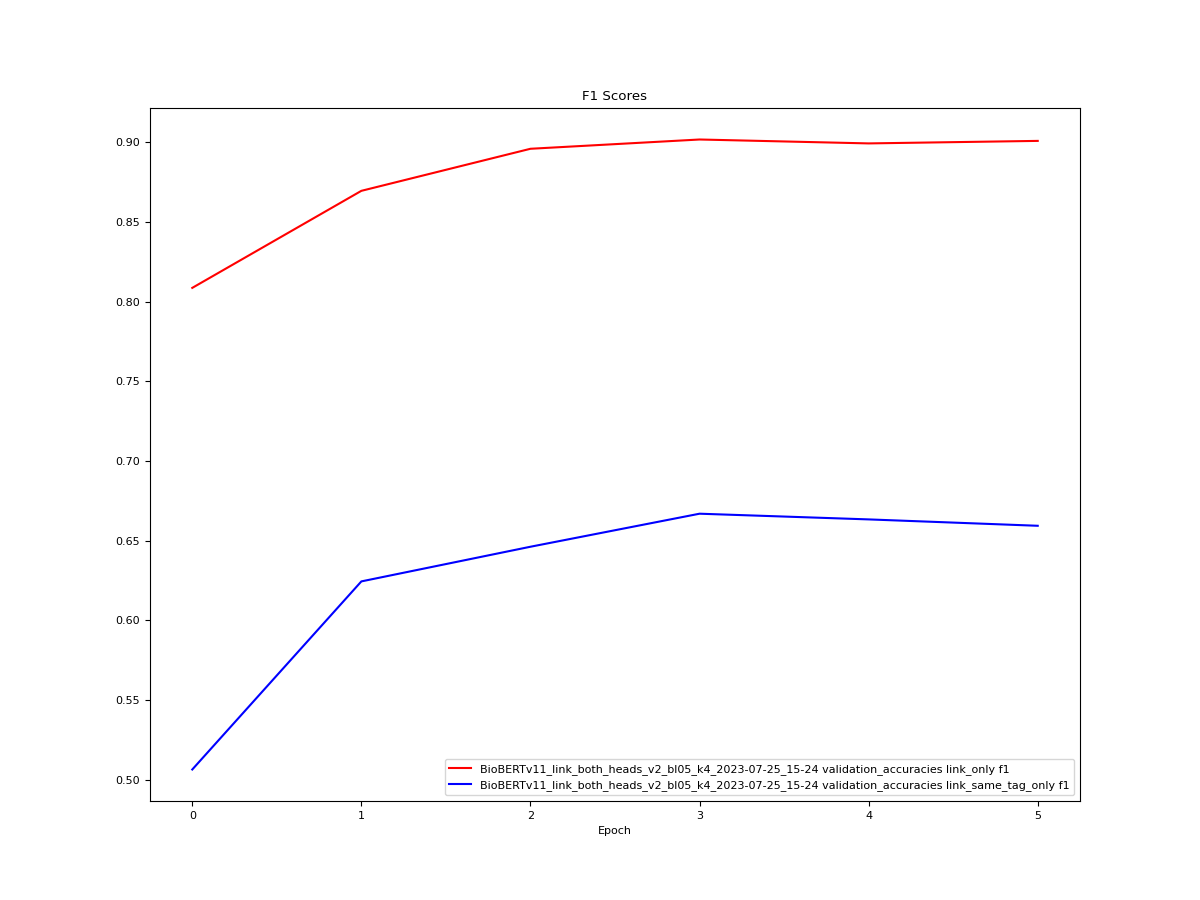 F1 Scores
0.90
0.85
0.80
0.75
0.70
0.65
0.60
0.55
0.50
BioBERTv11_link_both_heads_v2_bl05_k4_2023-07-25_15-24 validation_accuracies link_only f1
BioBERTv11_link_both_heads_v2_bl05_k4_2023-07-25_15-24 validation_accuracies link_same_tag_only f1
0 1 2 3 4 5
Epoch